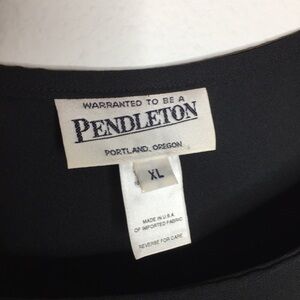 WARRANTED TO BE A
PENDLETON
PORTLAND, OREGON
XL
MADE IN U.S.A.
OF IMPORTED FABRIC
REVERSE FOR CARE